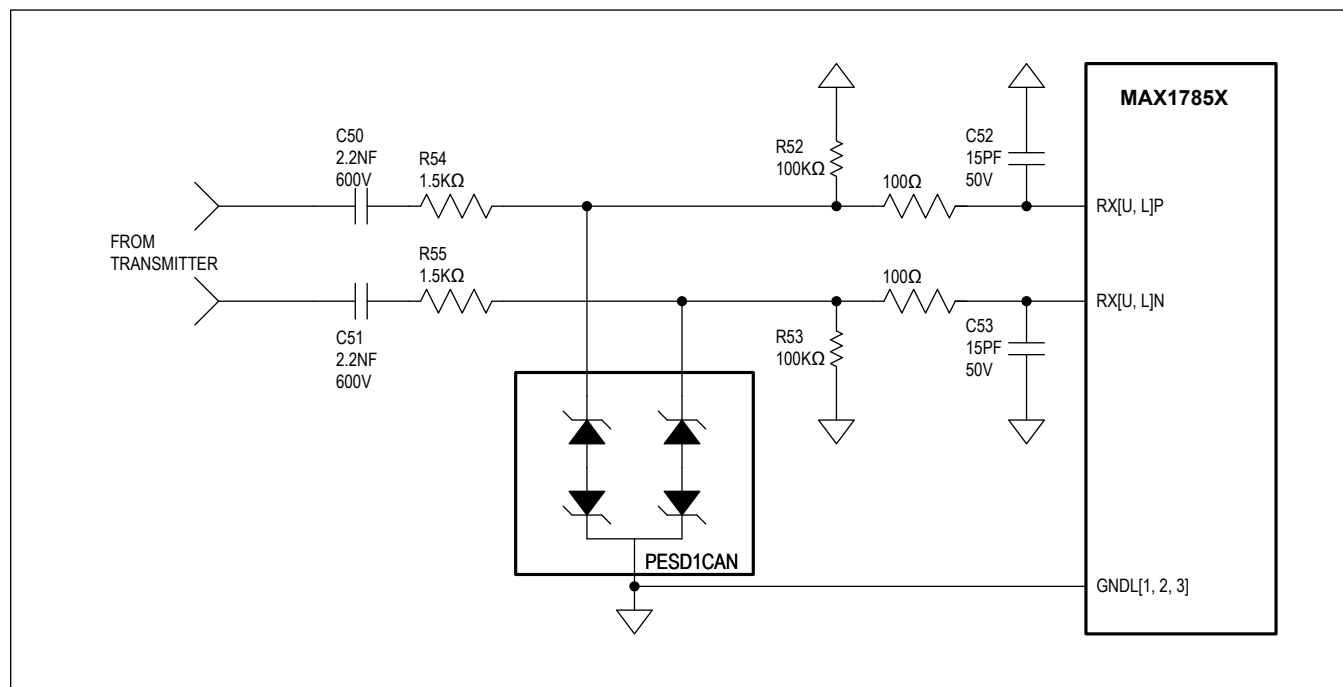 MAX1785X
C50
2.2NF
600V
R54
1.5KΩ
R52
100KΩ
100Ω
C52
15PF
50V
RX[U, L]P
FROM
TRANSMITTER
R55
1.5KΩ
100Ω
RX[U, L]N
C51
2.2NF
600V
R53
100KΩ
C53
15PF
50V
PESD1CAN
GNDL[1, 2, 3]